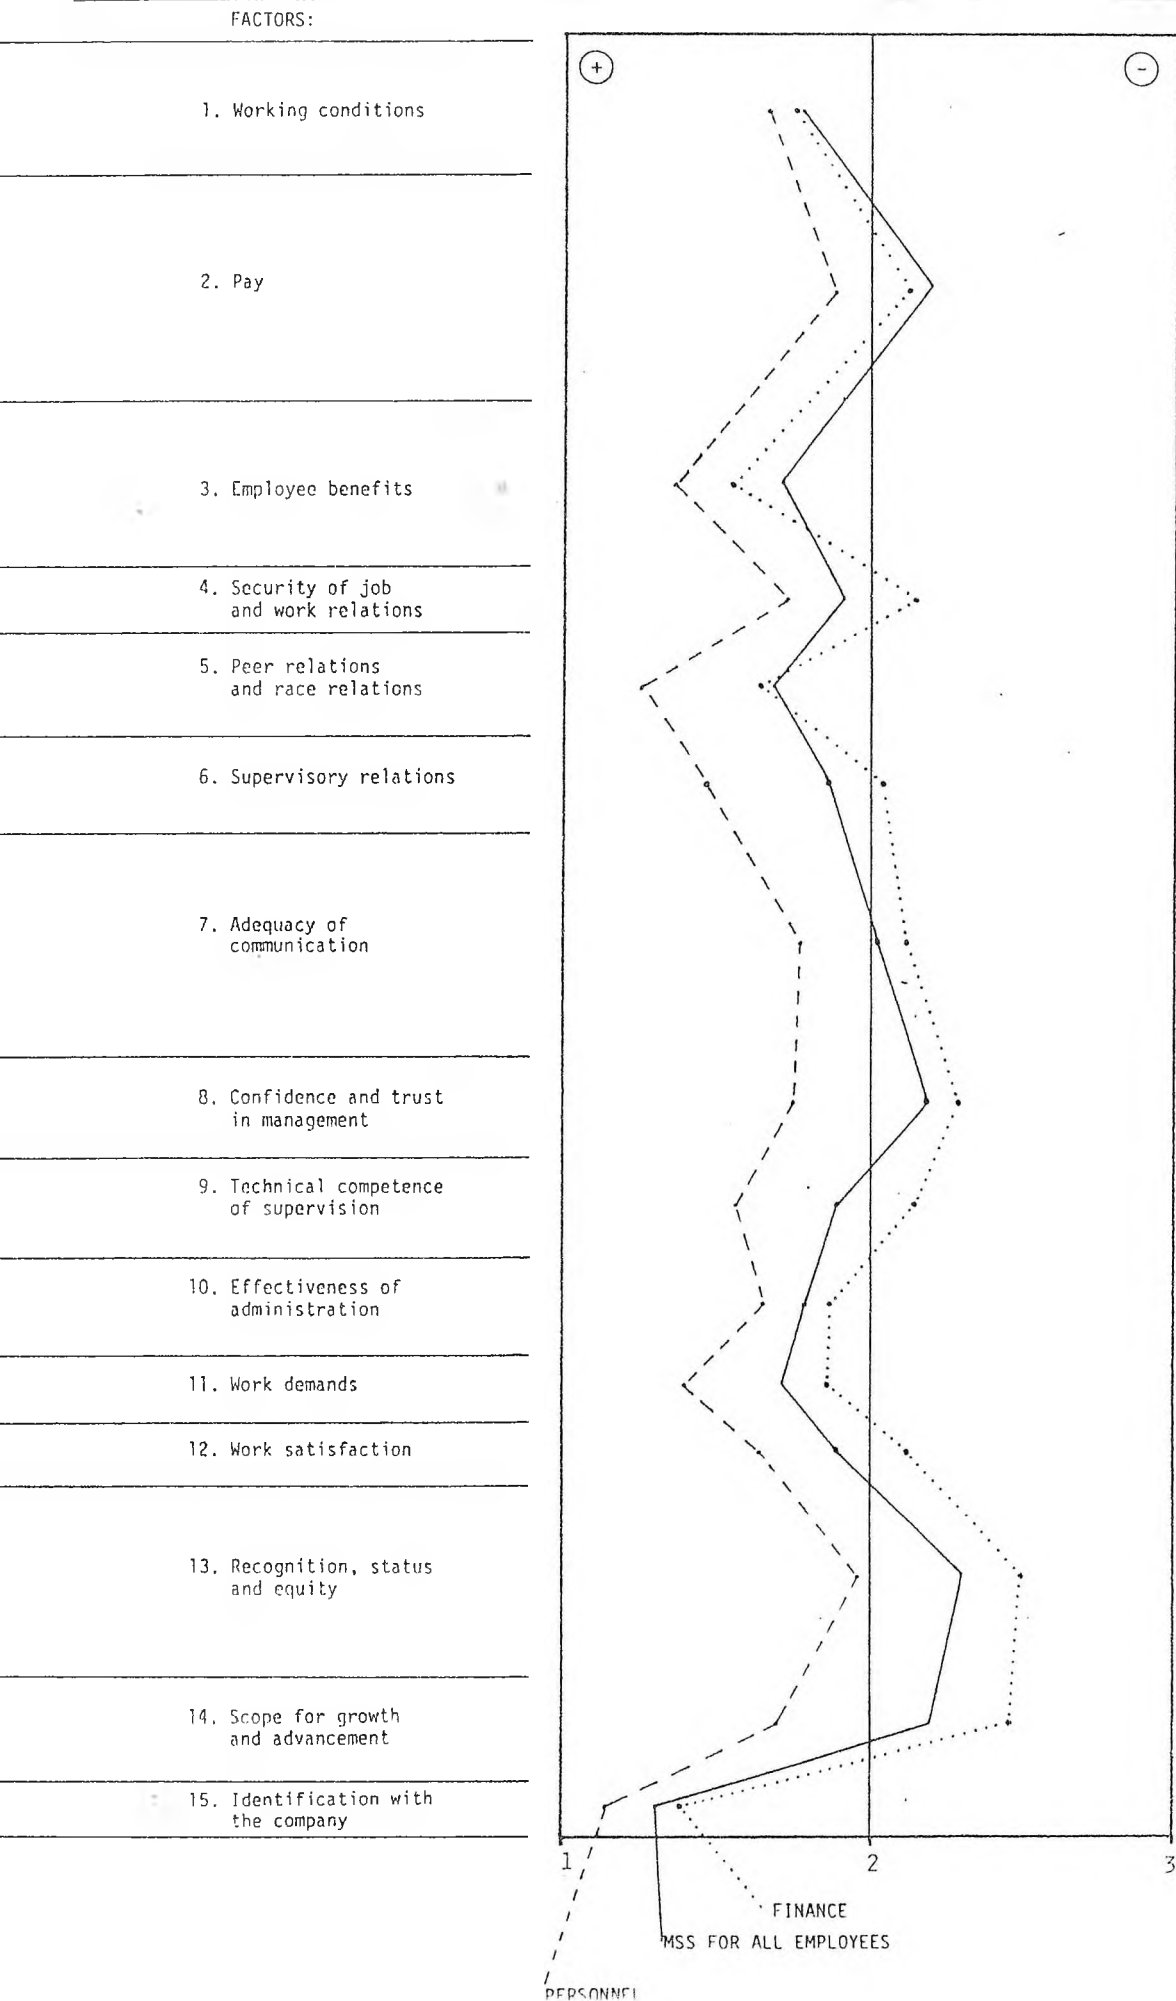 FACTORS:
+
-
1. Working conditions
2. Pay
3. Employee benefits
4. Security of job
and work relations
5. Peer relations
and race relations
6. Supervisory relations
7. Adequacy of
communication
8. Confidence and trust
in management
9. Technical competence
of supervision
10. Effectiveness of
administration
11. Work demands
12. Work satisfaction
13. Recognition, status
and equity
14. Scope for growth
and advancement
15. Identification with
the company
1 2 3
FINANCE
MSS FOR ALL EMPLOYEES
PERSONNEL